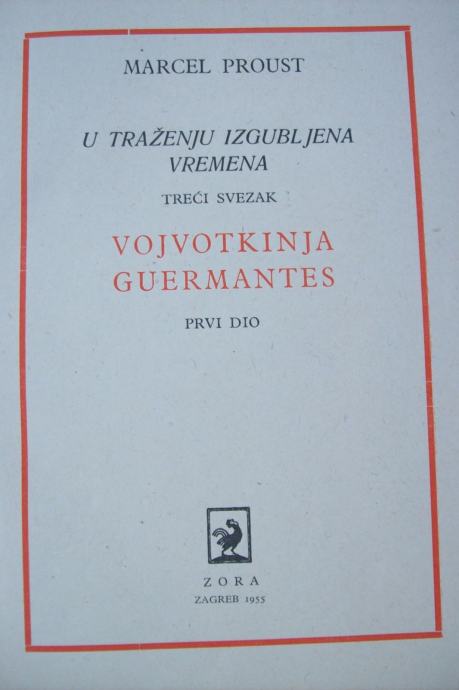 MARCEL PROUST
U TRAŽENJU IZGUBLJENA
VREMENA
TREĆI SVEZAK
VOJVOTKINJA
GUERMANTES
PRVI DIO
ZORA
ZAGREB 1955